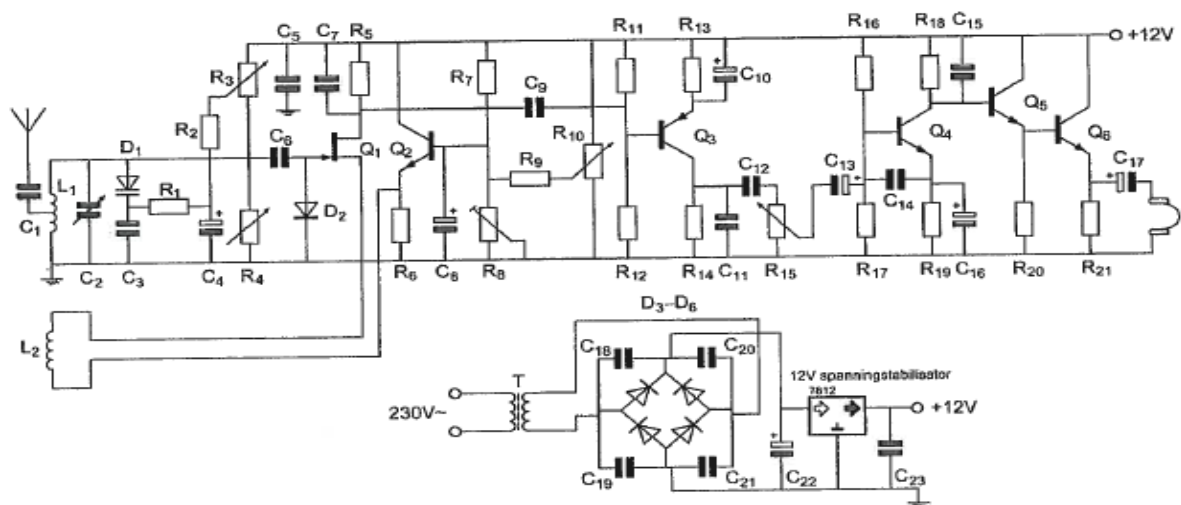 C5 C7 R5 R11 R13 R16 R18 C15
+12V
R3 R7 C9 C10 Q5
R2 R10 Q3 Q4 Q6
D1 C6 Q1 Q2 C17
L1 R1 R9 C12 C13
C1 D2 C14
C2 C3 C4 R4 R6 C8 R8 R12 R14 C11 R15 R17 R19 C16 R20 R21
D3–D6
L2
C18 C20
T 12V spanningstabilisator
7812
230V~ +12V
C19 C21 C22 C23